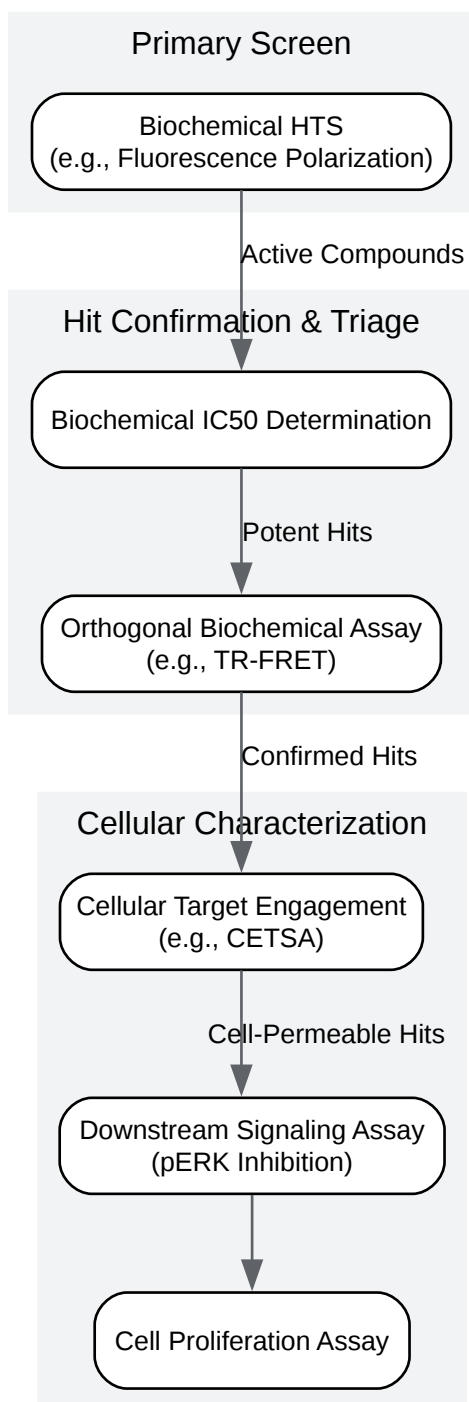 Primary Screen
Biochemical HTS
(e.g., Fluorescence Polarization)
Active Compounds
Hit Confirmation & Triage
Biochemical IC50 Determination
Potent Hits
Orthogonal Biochemical Assay
(e.g., TR-FRET)
Confirmed Hits
Cellular Characterization
Cellular Target Engagement
(e.g., CETSA)
Cell-Permeable Hits
Downstream Signaling Assay
(pERK Inhibition)
Cell Proliferation Assay